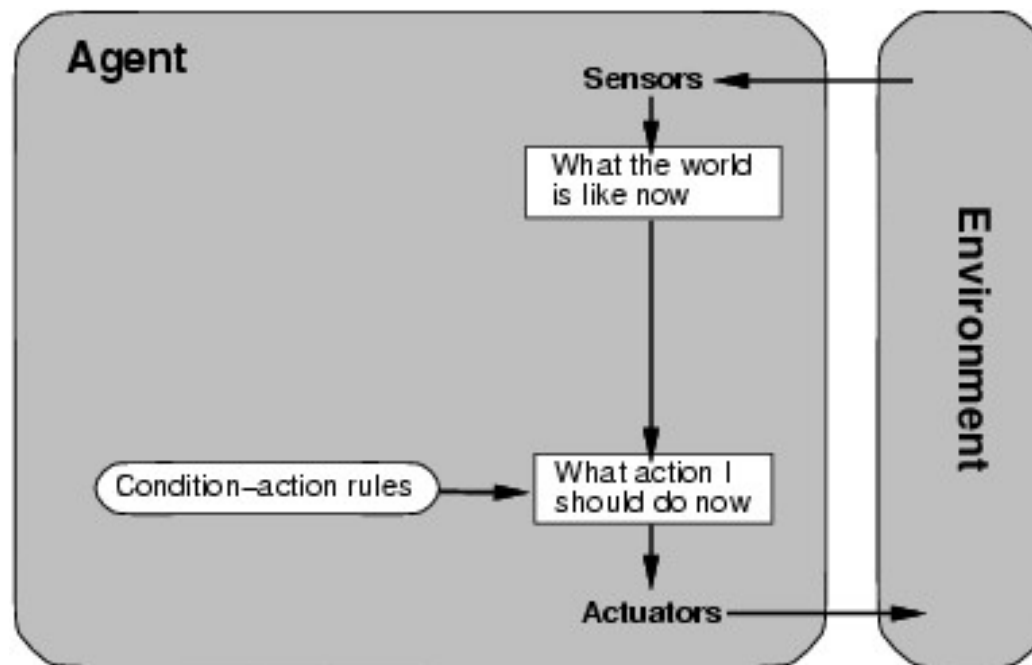 Agent
Sensors
What the world
is like now
Environment
Condition–action rules
What action I
should do now
Actuators